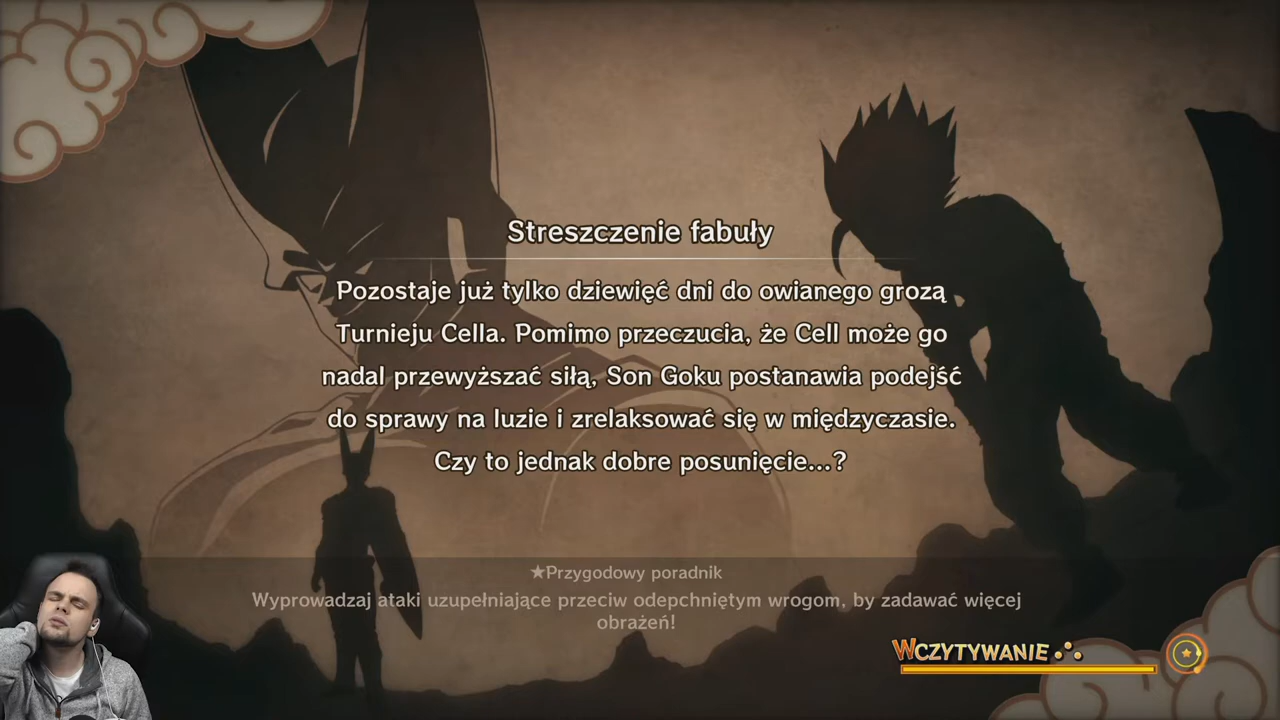 Streszczenie fabuły
Pozostaje już tylko dziewięć dni do owianego grozą
Turnieju Cella. Pomimo przeczucia, że Cell może go
nadal przewyższać siłą, Son Goku postanawia podejść
do sprawy na luzie i zrelaksować się w międzyczasie.
Czy to jednak dobre posunięcie...?
★Przygodowy poradnik
Wyprowadzaj ataki uzupełniające przeciw odepchniętym wrogom, by zadawać więcej
obrażeń!
WCZYTYWANIE